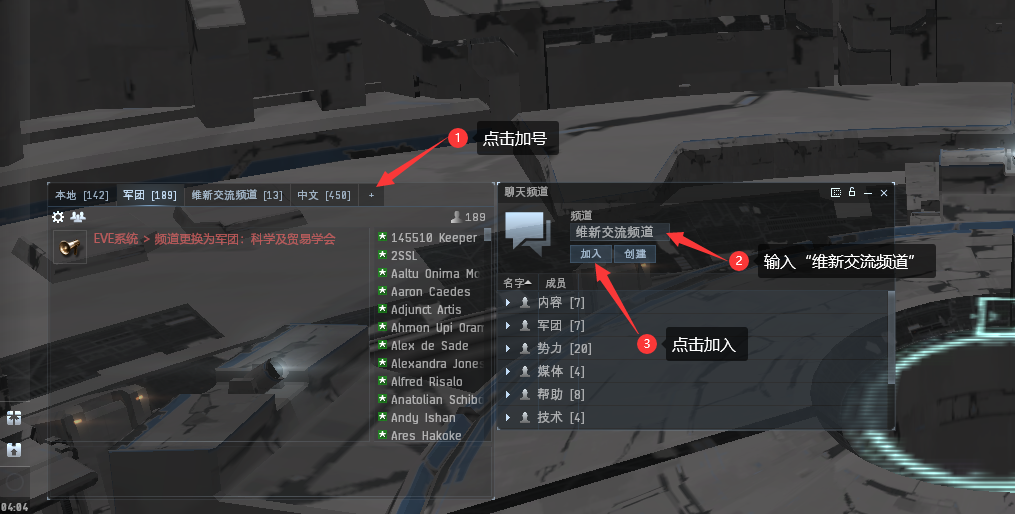 点击加号
1
本地 [142]
军团 [189]
维新交流频道 [13]
中文 [450]
+
189
EVE系统 > 频道更换为军团: 科学及贸易学会
145510 Keeper
2SSL
Aaltu Onima Mo
Aaron Caedes
Adjunct Artis
Ahmon Upi Oram
Alex de Sade
Alexandra Jones
Alfred Risalo
Anatolian Schibo
Andy Ishan
Ares Hakoke
聊天频道
频道
维新交流频道
加入
创建
2
输入“维新交流频道”
3
点击加入
名字
成员
内容 [7]
军团 [7]
势力 [20]
媒体 [4]
帮助 [8]
技术 [4]
04:04